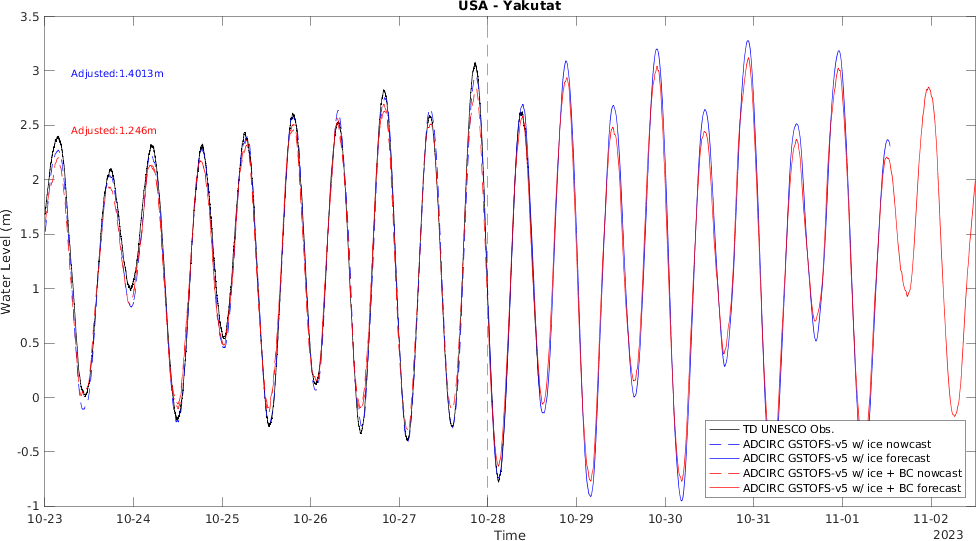 USA - Yakutat
3.5
3
2.5
2
1.5
1
0.5
0
-0.5
-1
Water Level (m)
Adjusted:1.4013m
Adjusted:1.246m
TD UNESCO Obs.
ADCIRC GSTOFS-v5 w/ ice nowcast
ADCIRC GSTOFS-v5 w/ ice forecast
ADCIRC GSTOFS-v5 w/ ice + BC nowcast
ADCIRC GSTOFS-v5 w/ ice + BC forecast
10-23 10-24 10-25 10-26 10-27 10-28 10-29 10-30 10-31 11-01 11-02
Time
2023